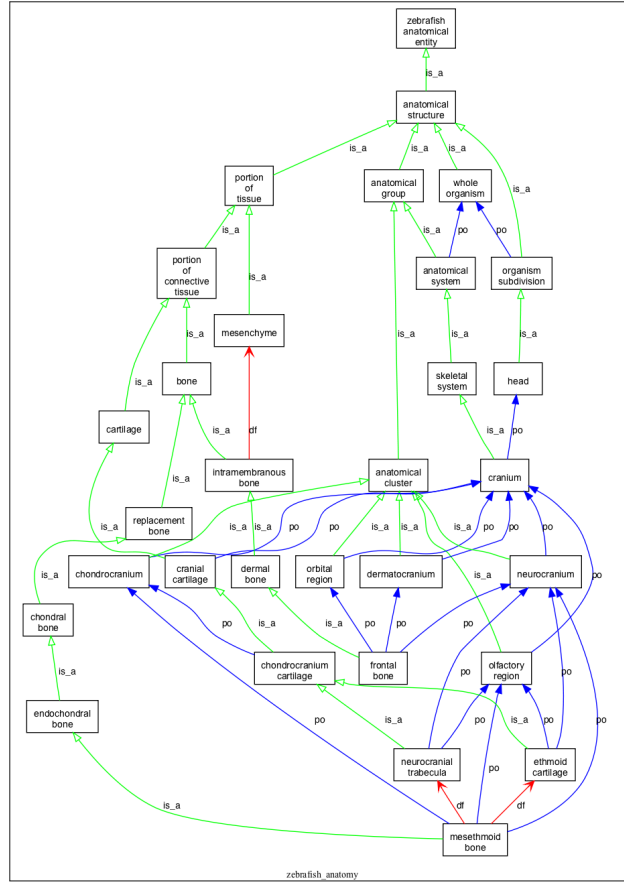 zebrafish
anatomical
entity
is_a
anatomical
structure
is_a
is_a
is_a
is_a
portion
of
tissue
anatomical
group
whole
organism
is_a
is_a
po
po
is_a
portion
of
connective
tissue
anatomical
system
organism
subdivision
mesenchyme
is_a
is_a
is_a
is_a
is_a
bone
skeletal
system
head
cartilage
is_a
is_a
df
is_a
po
intramembranous
bone
anatomical
cluster
cranium
replacement
bone
is_a
is_a
is_a
po
po
is_a
is_a
is_a
po
po
po
chondrocranium
cranial
cartilage
dermal
bone
orbital
region
dermatocranium
neurocranium
is_a
is_a
po
chondral
bone
po
is_a
is_a
po
po
po
is_a
chondrocranium
cartilage
frontal
bone
olfactory
region
endochondral
bone
po
is_a
po
po
is_a
po
po
po
po
neurocranial
trabecula
ethmoid
cartilage
is_a
df
df
mesethmoid
bone
zebrafish_anatomy